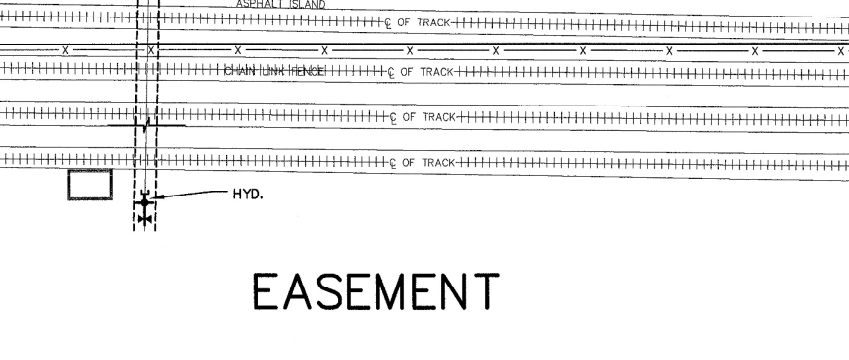 ASPHALT ISLAND
℄ OF TRACK
X X X X X X X X X X
CHAIN LINK FENCE ℄ OF TRACK
℄ OF TRACK
℄ OF TRACK
HYD.
EASEMENT